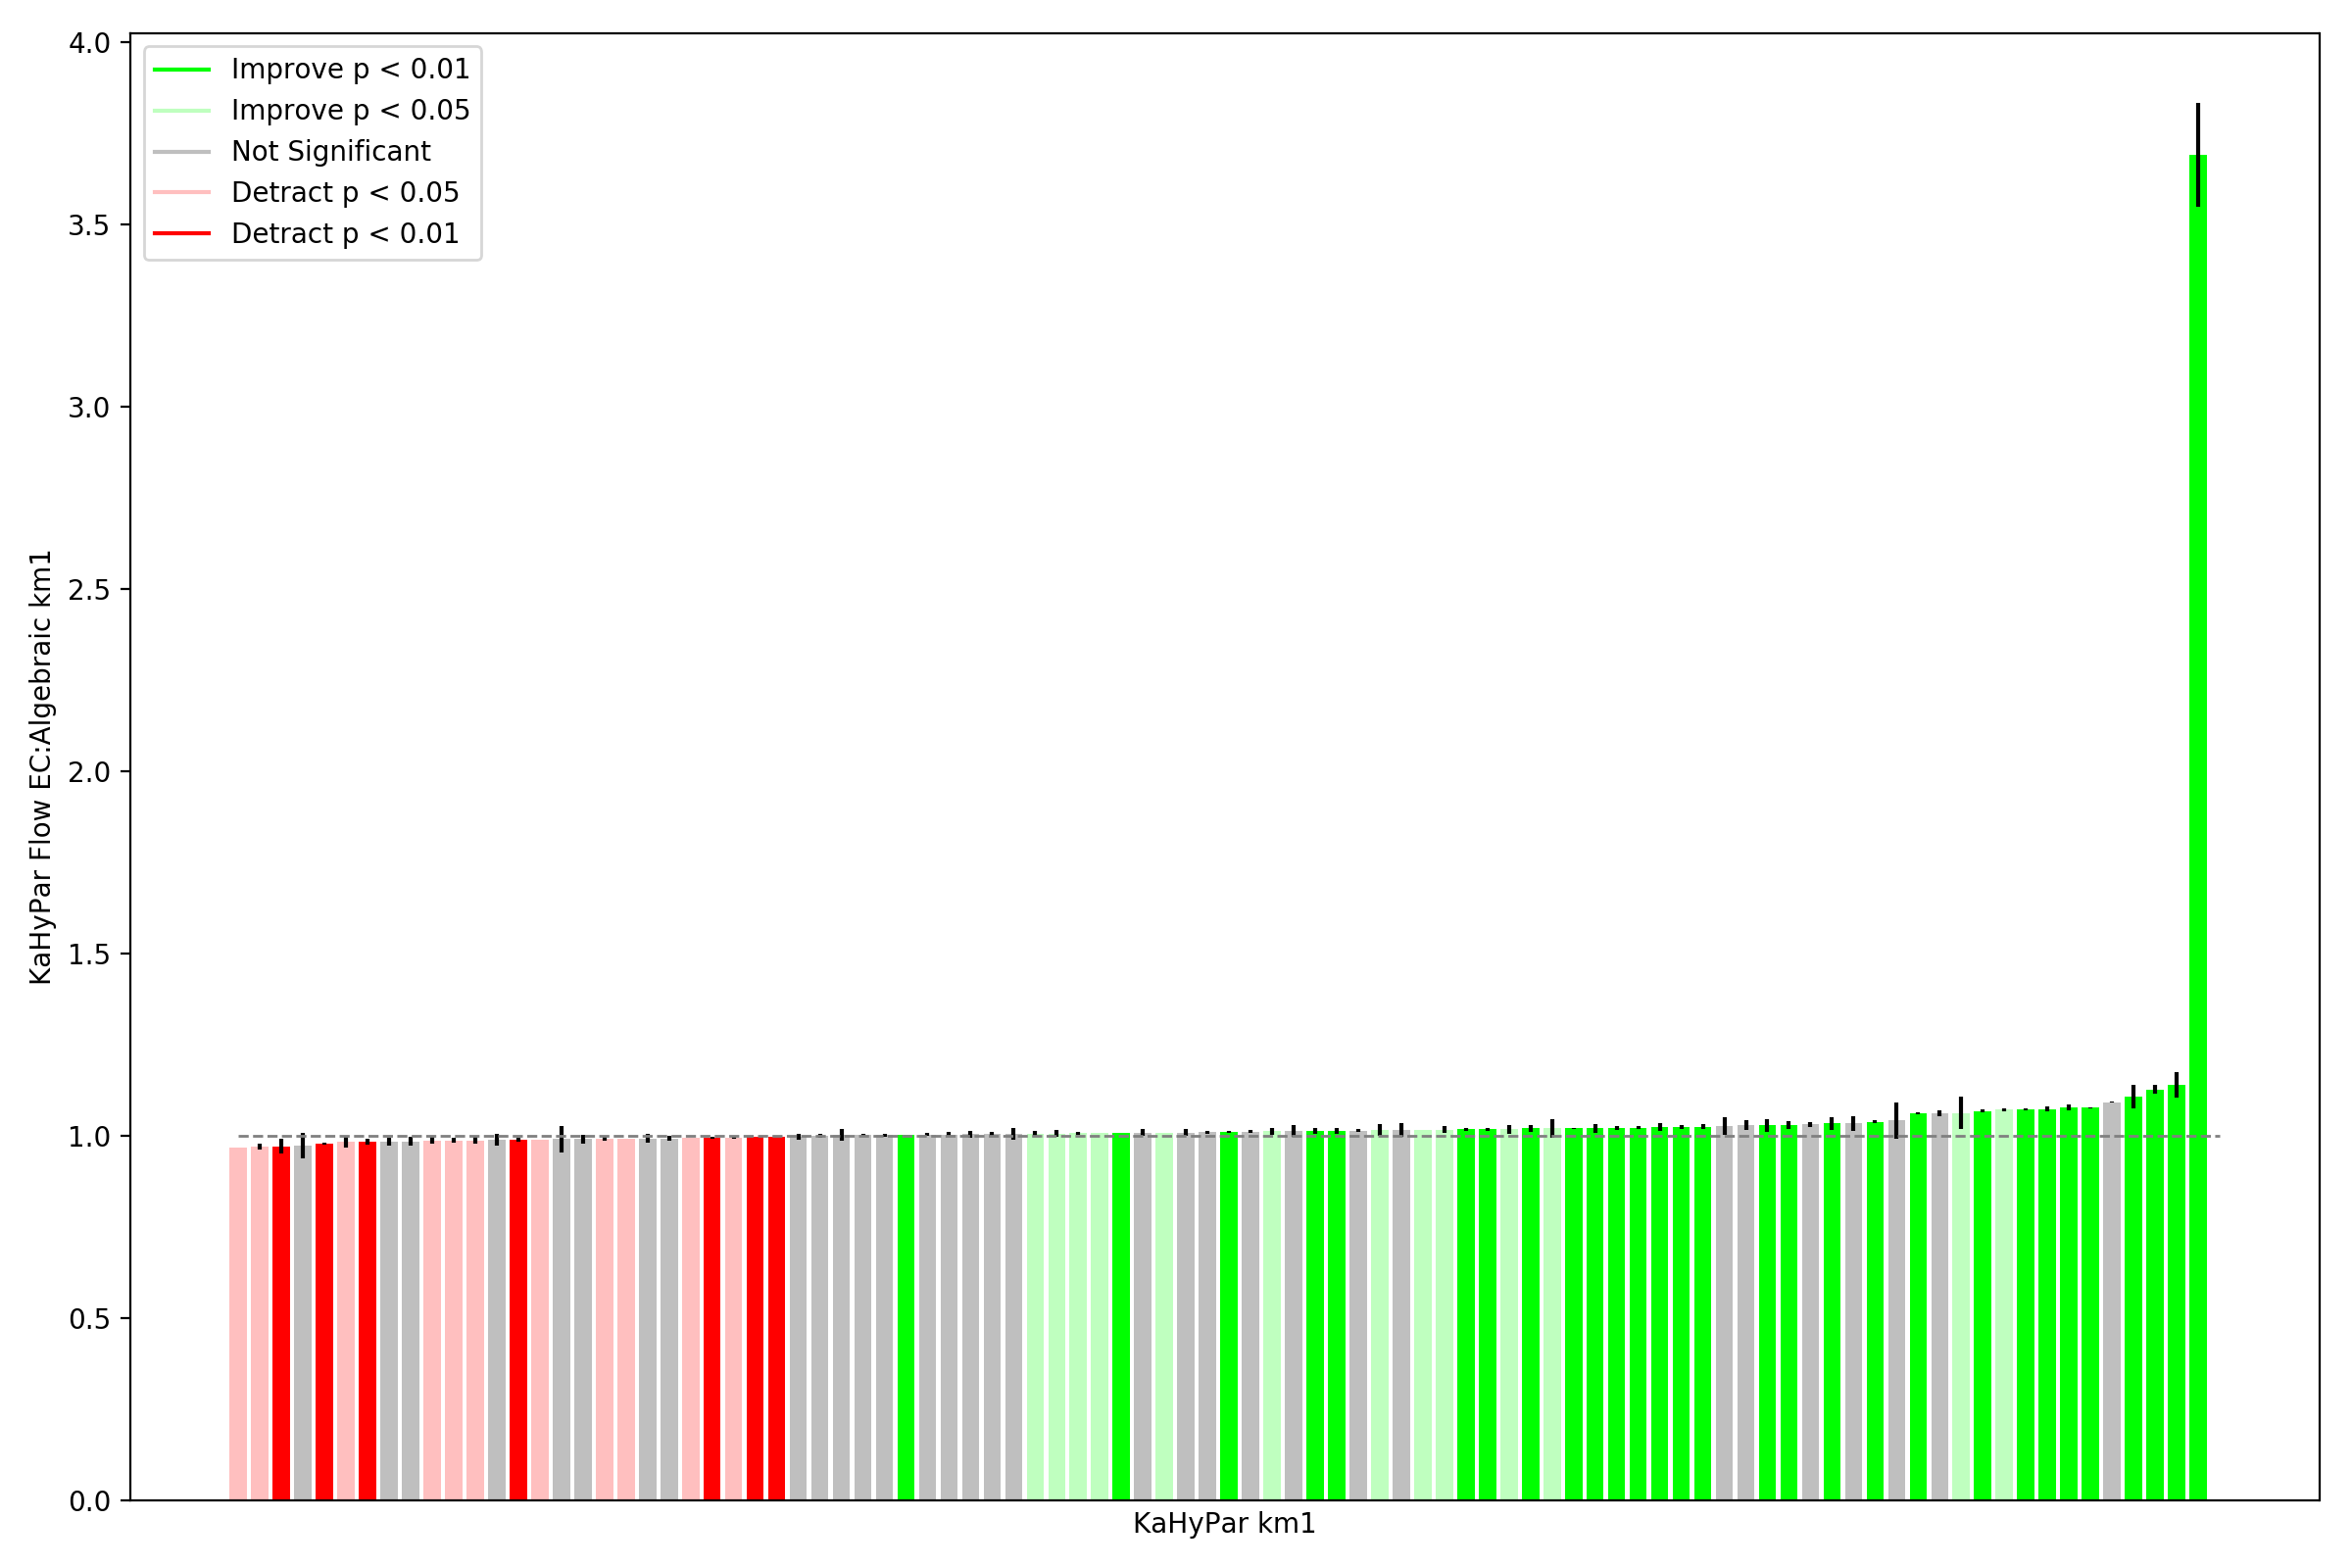 Improve p < 0.01
Improve p < 0.05
Not Significant
Detract p < 0.05
Detract p < 0.01
4.0
3.5
3.0
2.5
2.0
1.5
1.0
0.5
0.0
KaHyPar Flow EC:Algebraic km1
KaHyPar km1